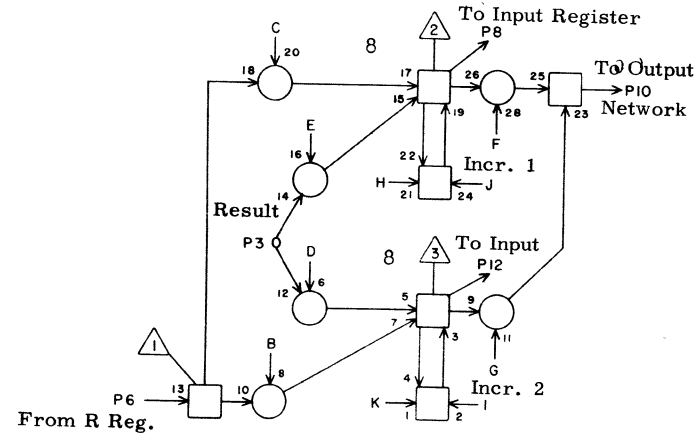 To Input Register
C
20
8
2
P8
18
17
26
25
To Output
P10
15
19
28
23
Network
E
F
16
22
Incr. 1
14
H
21
24
J
Result
P3
D
8
3
To Input
P12
12
6
5
9
7
3
11
1
B
G
8
4
Incr. 2
P6
13
10
K
1
2
I
From R Reg.